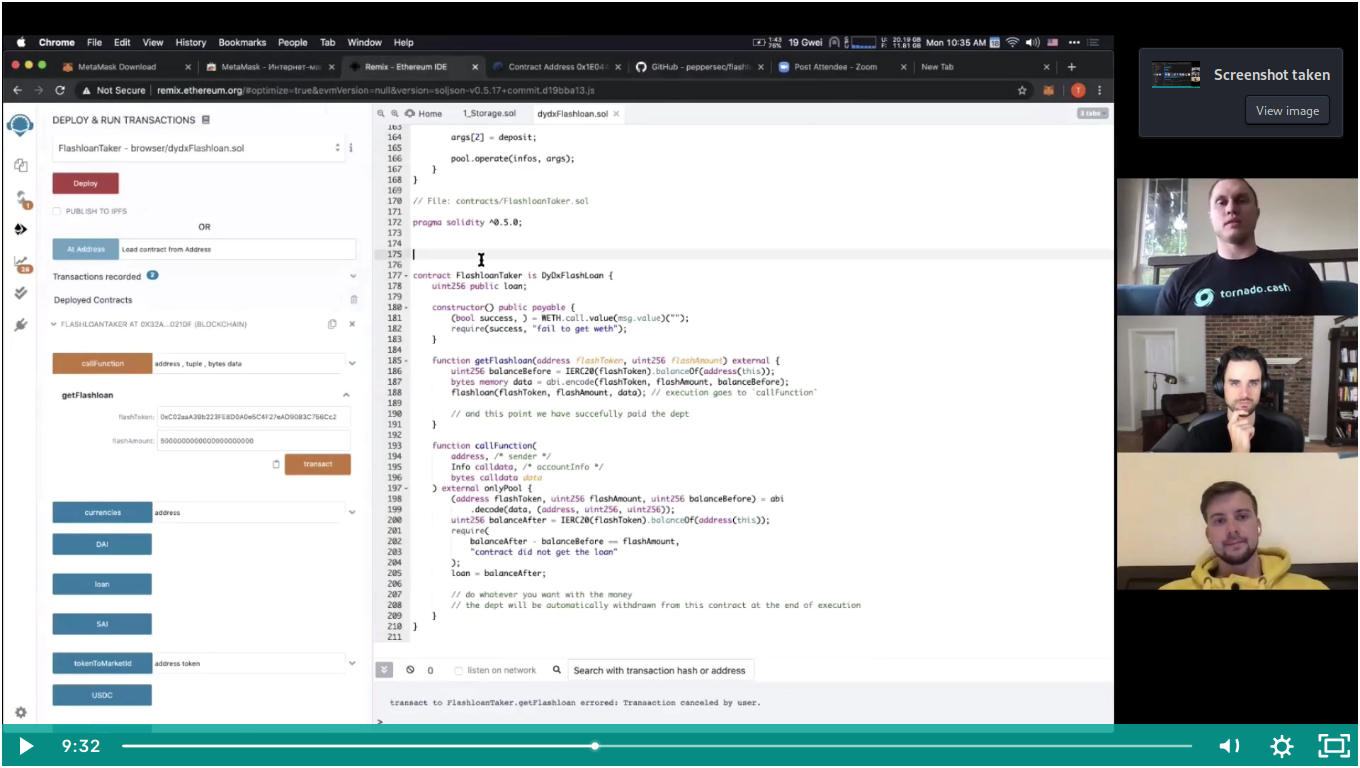 Chrome File Edit View History Bookmarks People Tab Window Help
1:43 76% 19 Gwei U: 20.19 GB F: 11.81 GB Mon 10:35 AM
MetaMask Download × MetaMask - Интернет-ма × Remix - Ethereum IDE × Contract Address 0x1E044 × GitHub - peppersec/flashl × Post Attendee - Zoom × New Tab × +
Not Secure | remix.ethereum.org/#optimize=true&evmVersion=null&version=soljson-v0.5.17+commit.d19bba13.js
T
Screenshot taken
View image
DEPLOY & RUN TRANSACTIONS
FlashloanTaker - browser/dydxFlashloan.sol
i
Deploy
1
PUBLISH TO IPFS
OR
At Address Load contract from Address
26
Transactions recorded 2
Deployed Contracts
FLASHLOANTAKER AT 0X32A...021DF (BLOCKCHAIN)
callFunction address , tuple , bytes data
getFlashloan
flashToken:
flashAmount:
transact
currencies address
DAI
loan
SAI
tokenToMarketId address token
USDC
Home 1_Storage.sol dydxFlashloan.sol × 3 tabs
163
164 args[2] = deposit;
165
166 pool.operate(infos, args);
167 }
168 }
169
170 // File: contracts/FlashloanTaker.sol
171
172 pragma solidity ^0.5.0;
173
174
175
176
177 contract FlashloanTaker is DyDxFlashLoan {
178 uint256 public loan;
179
180 constructor() public payable {
181 (bool success, ) = WETH.call.value(msg.value)("");
182 require(success, "fail to get weth");
183 }
184
185 function getFlashloan(address flashToken, uint256 flashAmount) external {
186 uint256 balanceBefore = IERC20(flashToken).balanceOf(address(this));
187 bytes memory data = abi.encode(flashToken, flashAmount, balanceBefore);
188 flashloan(flashToken, flashAmount, data); // execution goes to `callFunction`
189
190 // and this point we have succefully paid the dept
191 }
192
193 function callFunction(
194 address, /* sender */
195 Info calldata, /* accountInfo */
196 bytes calldata data
197 ) external onlyPool {
198 (address flashToken, uint256 flashAmount, uint256 balanceBefore) = abi
199 .decode(data, (address, uint256, uint256));
200 uint256 balanceAfter = IERC20(flashToken).balanceOf(address(this));
201 require(
202 balanceAfter - balanceBefore == flashAmount,
203 "contract did not get the loan"
204 );
205 loan = balanceAfter;
206
207 // do whatever you want with the money
208 // the dept will be automatically withdrawn from this contract at the end of execution
209 }
210 }
211
0 listen on network Search with transaction hash or address
transact to FlashloanTaker.getFlashloan errored: Transaction canceled by user.
>
tornado.cash
9:32